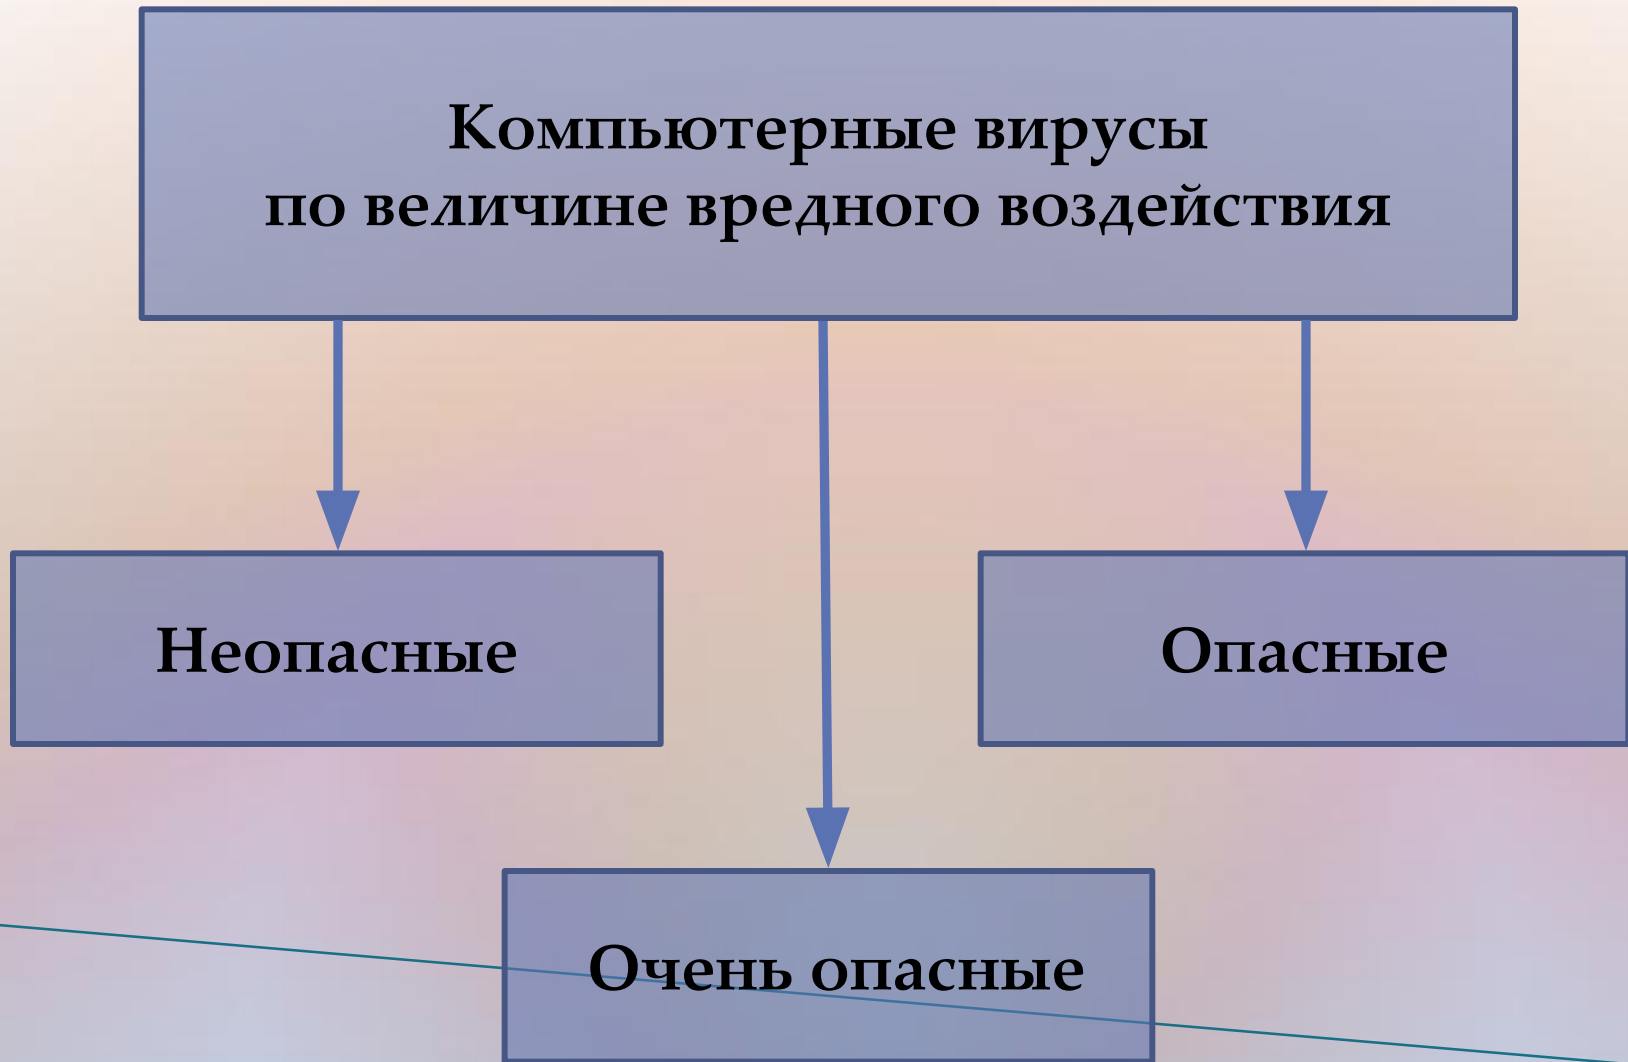 Компьютерные вирусы
по величине вредного воздействия
Неопасные
Опасные
Очень опасные